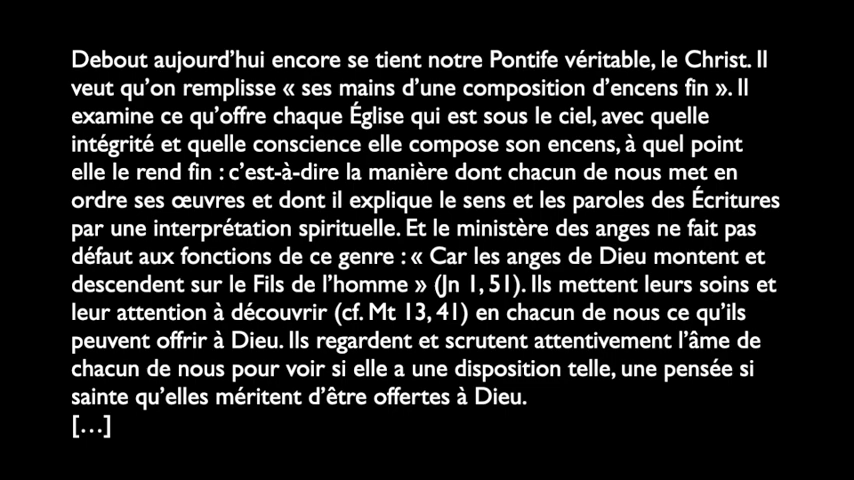 Debout aujourd’hui encore se tient notre Pontife véritable, le Christ. Il
veut qu’on remplisse « ses mains d’une composition d’encens fin ». Il
examine ce qu’offre chaque Église qui est sous le ciel, avec quelle
intégrité et quelle conscience elle compose son encens, à quel point
elle le rend fin : c’est-à-dire la manière dont chacun de nous met en
ordre ses œuvres et dont il explique le sens et les paroles des Écritures
par une interprétation spirituelle. Et le ministère des anges ne fait pas
défaut aux fonctions de ce genre : « Car les anges de Dieu montent et
descendent sur le Fils de l’homme » (Jn 1, 51). Ils mettent leurs soins et
leur attention à découvrir (cf. Mt 13, 41) en chacun de nous ce qu’ils
peuvent offrir à Dieu. Ils regardent et scrutent attentivement l’âme de
chacun de nous pour voir si elle a une disposition telle, une pensée si
sainte qu’elles méritent d’être offertes à Dieu.
[…]